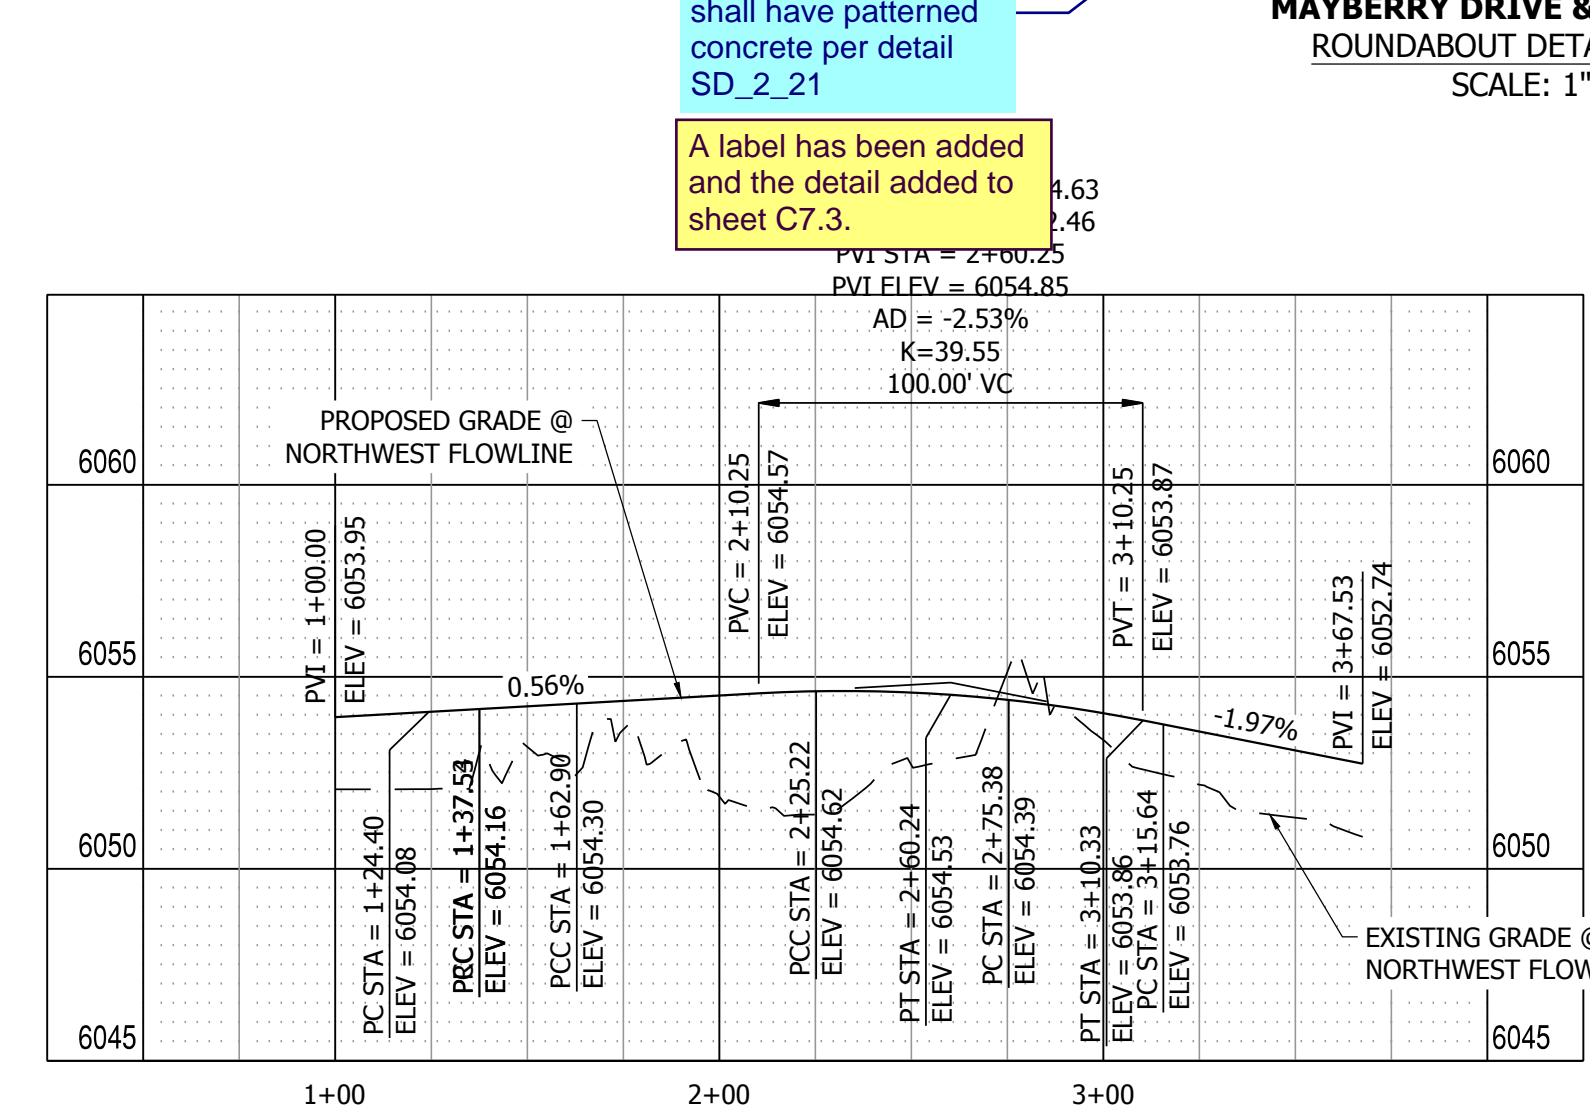 shall have patterned
concrete per detail
SD_2_21
MAYBERRY DRIVE &
ROUNDABOUT
SCALE: 1"
A label has been added
and the detail added to
sheet C7.3.
4.63
2.46
PVI STA = 2+60.25
PVI ELEV = 6054.85
AD = -2.53%
K=39.55
100.00' VC
PROPOSED GRADE @
NORTHWEST FLOWLINE
6060
6060
6055
6055
6050
6050
6045
6045
PVI = 1+00.00
ELEV = 6053.95
0.56%
PVC = 2+10.25
ELEV = 6054.57
PVT = 3+10.25
ELEV = 6053.87
-1.97%
PVI = 3+67.53
ELEV = 6052.74
PC STA = 1+24.40
ELEV = 6054.08
STA = 
ELEV = 6054.16
PCC STA = 1+62.90
ELEV = 6054.30
PCC STA = 2+25.22
ELEV = 6054.62
PT STA = 2+60.24
ELEV = 6054.53
PC STA = 2+75.38
ELEV = 6054.39
PT STA = 3+10.33
ELEV = 6053.86
PC STA = 3+15.64
ELEV = 6053.76
EXISTING GRADE
NORTHWEST
1+00
2+00
3+00